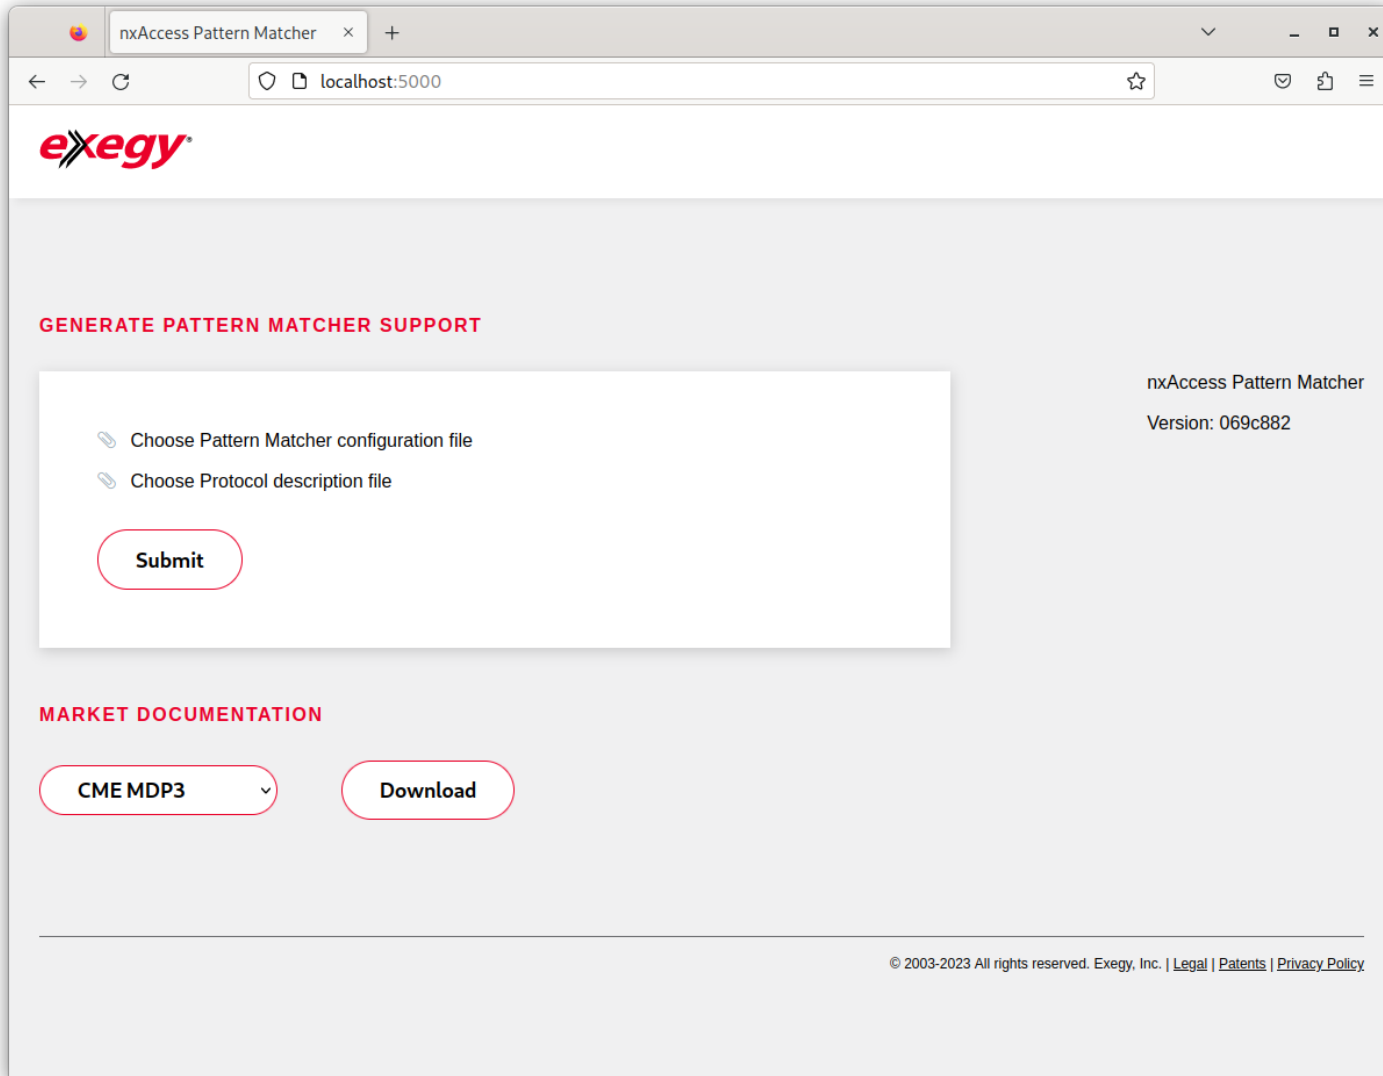 nxAccess Pattern Matcher
localhost:5000
exegy
GENERATE PATTERN MATCHER SUPPORT
Choose Pattern Matcher configuration file
Choose Protocol description file
Submit
nxAccess Pattern Matcher
Version: 069c882
MARKET DOCUMENTATION
CME MDP3
Download
© 2003-2023 All rights reserved. Exegy, Inc. | Legal | Patents | Privacy Policy